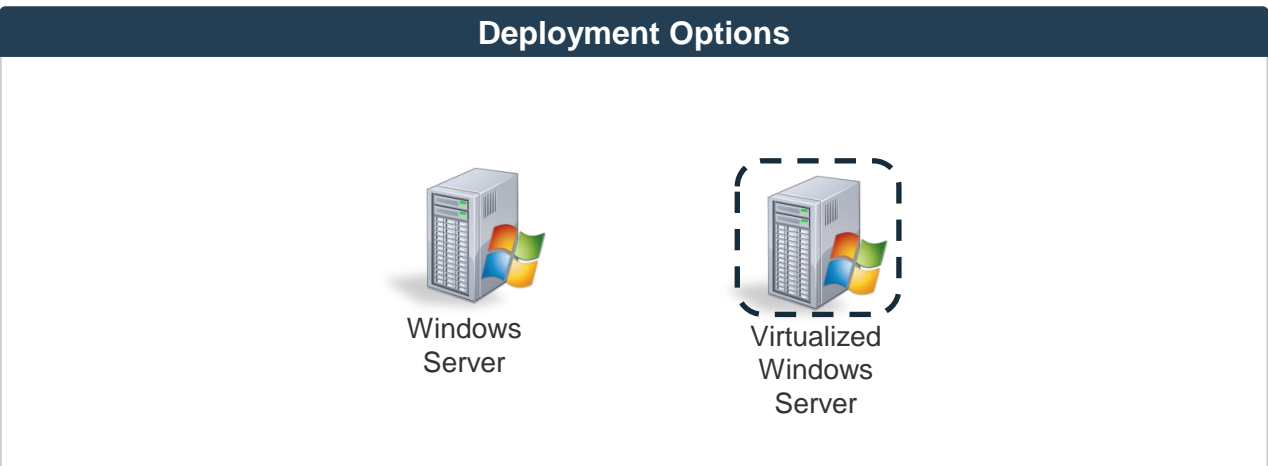 Deployment Options
Windows
Server
Virtualized
Windows
Server